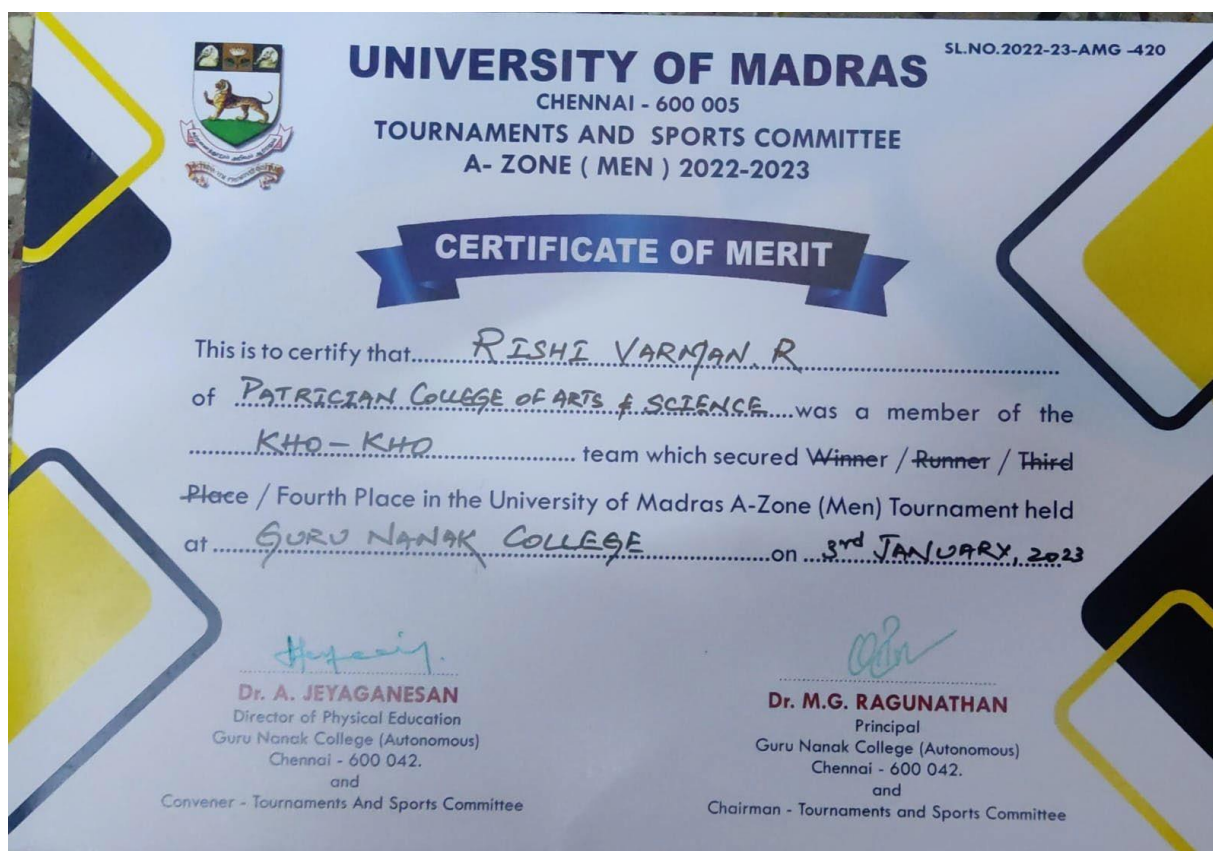 SL.NO.2022-23-AMG -420
UNIVERSITY OF MADRAS
CHENNAI - 600 005
TOURNAMENTS AND SPORTS COMMITTEE
A- ZONE ( MEN ) 2022-2023
CERTIFICATE OF MERIT
This is to certify that RISHI VARMAN. R
of PATRICIAN COLLEGE OF ARTS & SCIENCE was a member of the
KHO - KHO team which secured Winner / Runner / Third
Place / Fourth Place in the University of Madras A-Zone (Men) Tournament held
at GURU NANAK COLLEGE on 3rd JANUARY, 2023
Dr. A. JEYAGANESAN
Director of Physical Education
Guru Nanak College (Autonomous)
Chennai - 600 042.
and
Convener - Tournaments And Sports Committee
Dr. M.G. RAGUNATHAN
Principal
Guru Nanak College (Autonomous)
Chennai - 600 042.
and
Chairman - Tournaments and Sports Committee